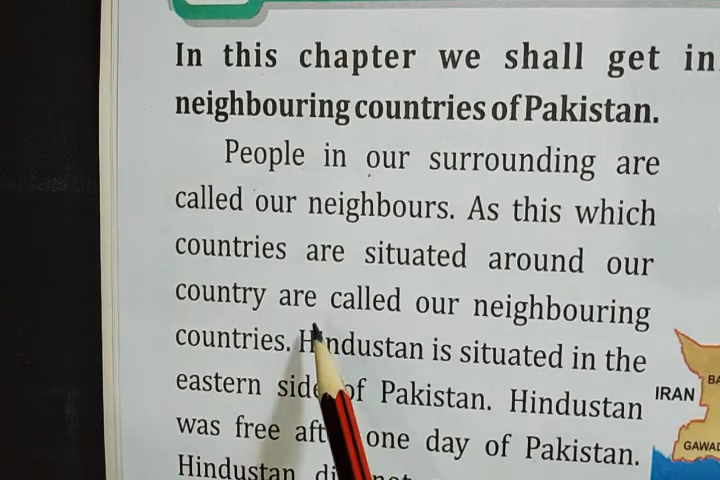 In this chapter we shall get in
neighbouring countries of Pakistan.
People in our surrounding are
called our neighbours. As this which
countries are situated around our
country are called our neighbouring
countries. Hindustan is situated in the
eastern side of Pakistan. Hindustan
was free one day of Pakistan.
Hindustan
IRAN